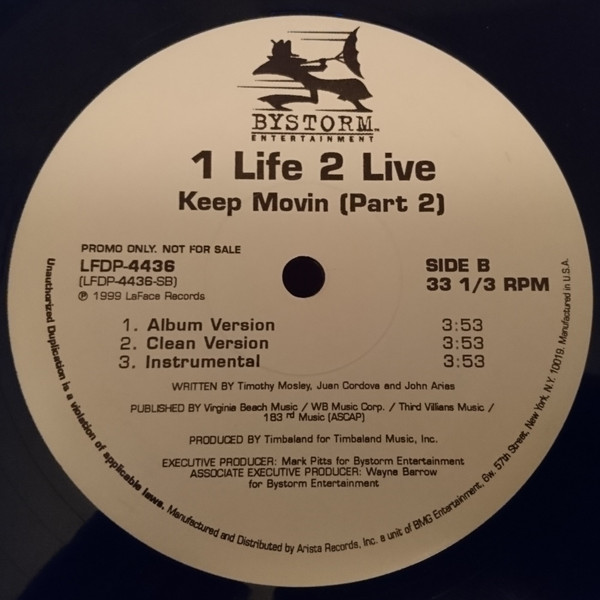 BYSTORM™
ENTERTAINMENT
1 Life 2 Live
Keep Movin (Part 2)
PROMO ONLY. NOT FOR SALE
LFDP-4436
(LFDP-4436-SB)
℗ 1999 LaFace Records
SIDE B
33 1/3 RPM
1. Album Version 3:53
2. Clean Version 3:53
3. Instrumental 3:53
WRITTEN BY Timothy Mosley, Juan Cordova and John Arias
PUBLISHED BY Virginia Beach Music / WB Music Corp. / Third Villians Music /
183 rd Music (ASCAP)
PRODUCED BY Timbaland for Timbaland Music, Inc.
EXECUTIVE PRODUCER: Mark Pitts for Bystorm Entertainment
ASSOCIATE EXECUTIVE PRODUCER: Wayne Barrow
for Bystorm Entertainment
Unauthorized Duplication is a violation of applicable laws. Manufactured and Distributed by Arista Records, Inc. a unit of BMG Entertainment, 6w. 57th Street, New York, N.Y. 10019. Manufactured in U.S.A.